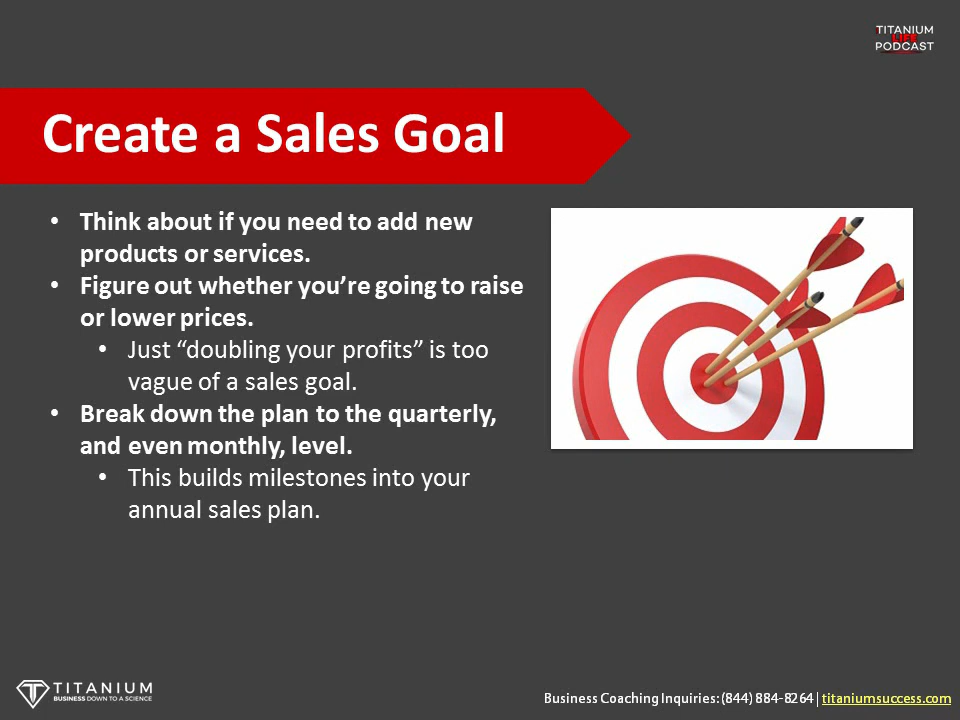 TITANIUM
LIFE
PODCAST
Create a Sales Goal
• Think about if you need to add new
products or services.
• Figure out whether you’re going to raise
or lower prices.
• Just “doubling your profits” is too
vague of a sales goal.
• Break down the plan to the quarterly,
and even monthly, level.
• This builds milestones into your
annual sales plan.
TITANIUM
BUSINESS DOWN TO A SCIENCE
Business Coaching Inquiries: (844) 884-8264 | titaniumsuccess.com